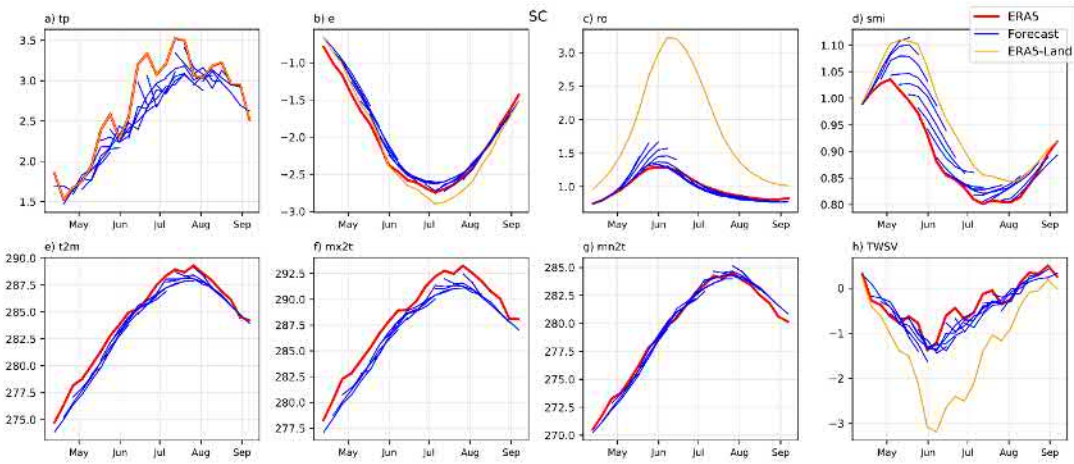 SC
a) tp
3.5
3.0
2.5
2.0
1.5
May Jun Jul Aug Sep
b) e
−1.0
−1.5
−2.0
−2.5
−3.0
May Jun Jul Aug Sep
c) ro
3.0
2.5
2.0
1.5
1.0
May Jun Jul Aug Sep
d) smi
1.10
1.05
1.00
0.95
0.90
0.85
0.80
May Jun Jul Aug Sep
ERA5
Forecast
ERA5-Land
e) t2m
290.0
287.5
285.0
282.5
280.0
277.5
275.0
May Jun Jul Aug Sep
f) mx2t
292.5
290.0
287.5
285.0
282.5
280.0
277.5
May Jun Jul Aug Sep
g) mn2t
285.0
282.5
280.0
277.5
275.0
272.5
270.0
May Jun Jul Aug Sep
h) TWSV
0
−1
−2
−3
May Jun Jul Aug Sep